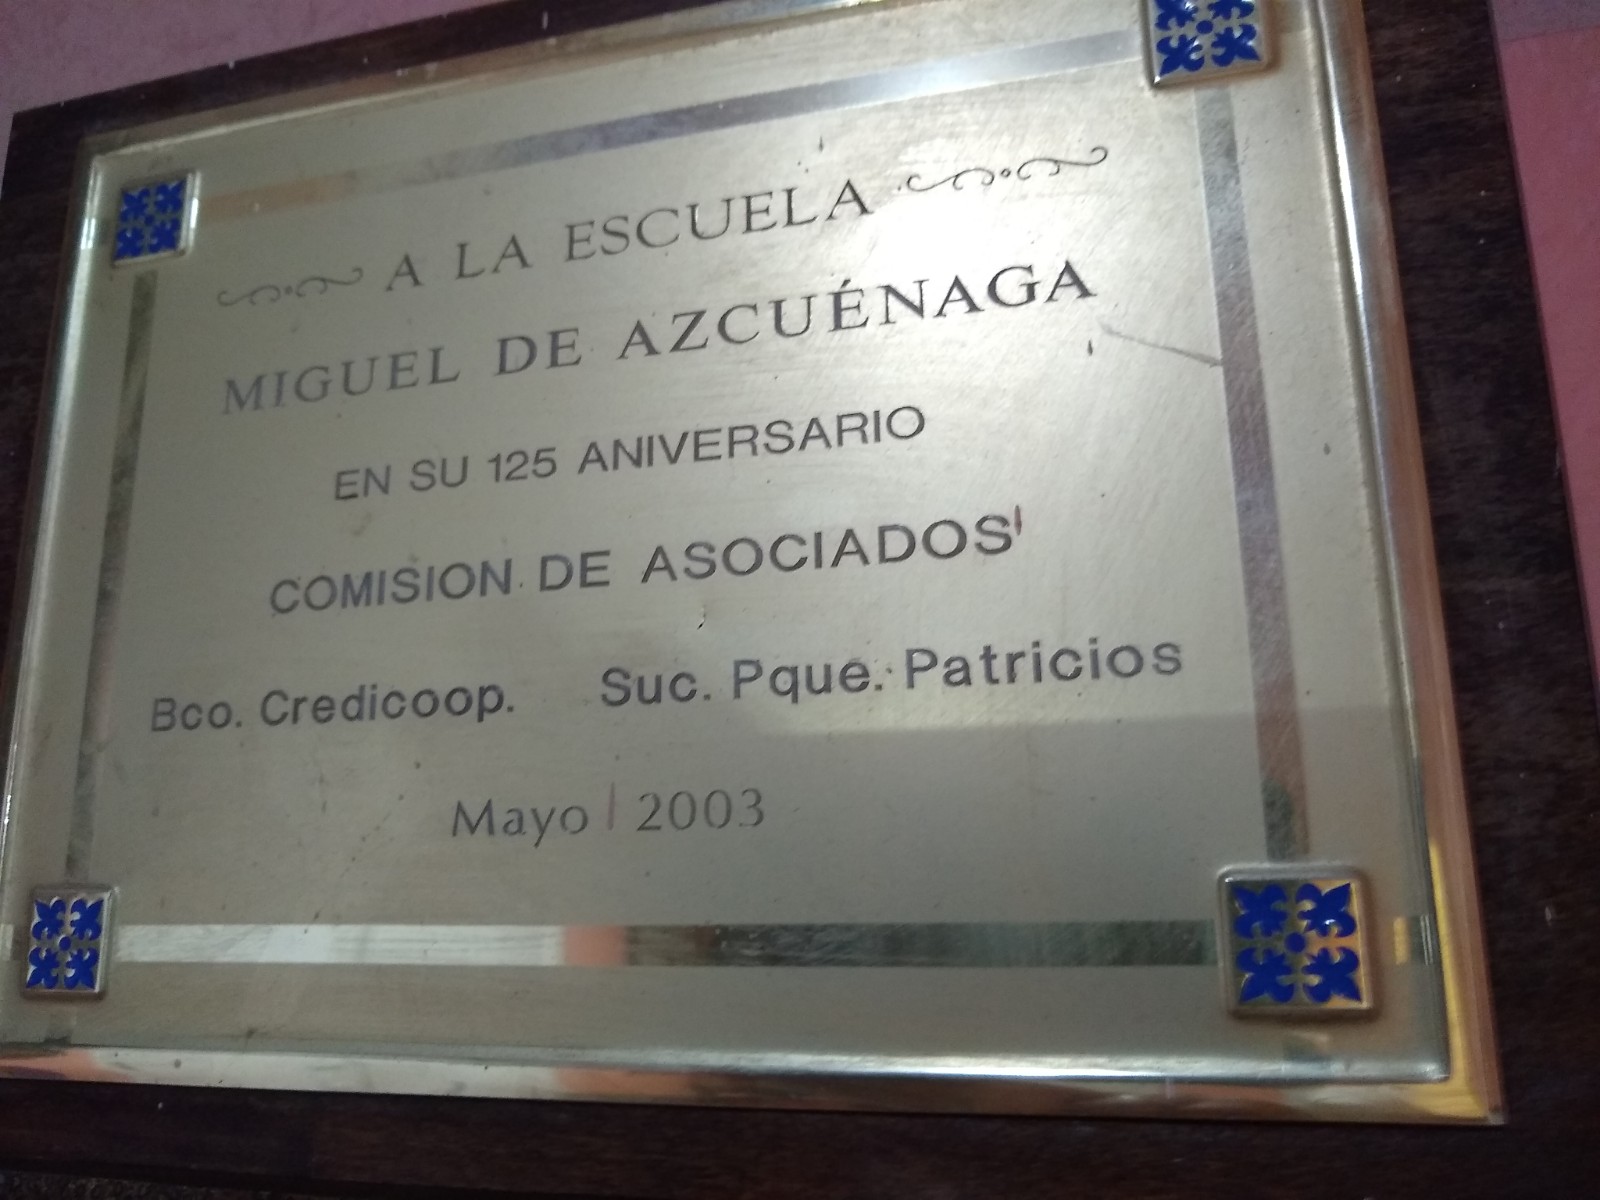 A LA ESCUELA
MIGUEL DE AZCUÉNAGA
EN SU 125 ANIVERSARIO
COMISION DE ASOCIADOS
Bco. Credicoop. Suc. Pque. Patricios
Mayo 2003